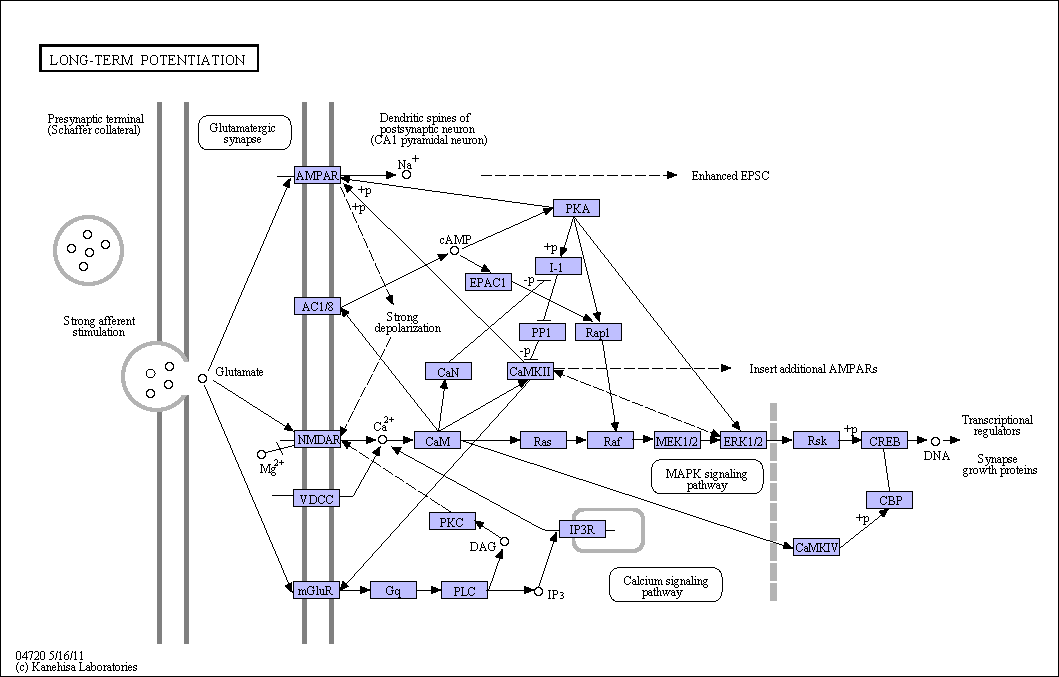 LONG-TERM POTENTIATION
Presynaptic terminal
(Schaffer collateral)
Glutamatergic
synapse
Dendritic spines of
postsynaptic neuron
(CA1 pyramidal neuron)
Na+
AMPAR
Enhanced EPSC
+p
+p
PKA
cAMP
+p
I-1
EPAC1
-p
AC1/8
Strong
depolarization
Strong afferent
stimulation
PP1
Rap1
-p
CaN
CaMKII
Insert additional AMPARs
Glutamate
Ca2+
NMDAR
CaM
Ras
Raf
MEK1/2
ERK1/2
Rsk
+p
CREB
DNA
Transcriptional
regulators
Synapse
growth proteins
Mg2+
MAPK signaling
pathway
VDCC
CBP
PKC
IP3R
+p
DAG
CaMKIV
mGluR
Gq
PLC
IP3
Calcium signaling
pathway
04720 5/16/11
(c) Kanehisa Laboratories